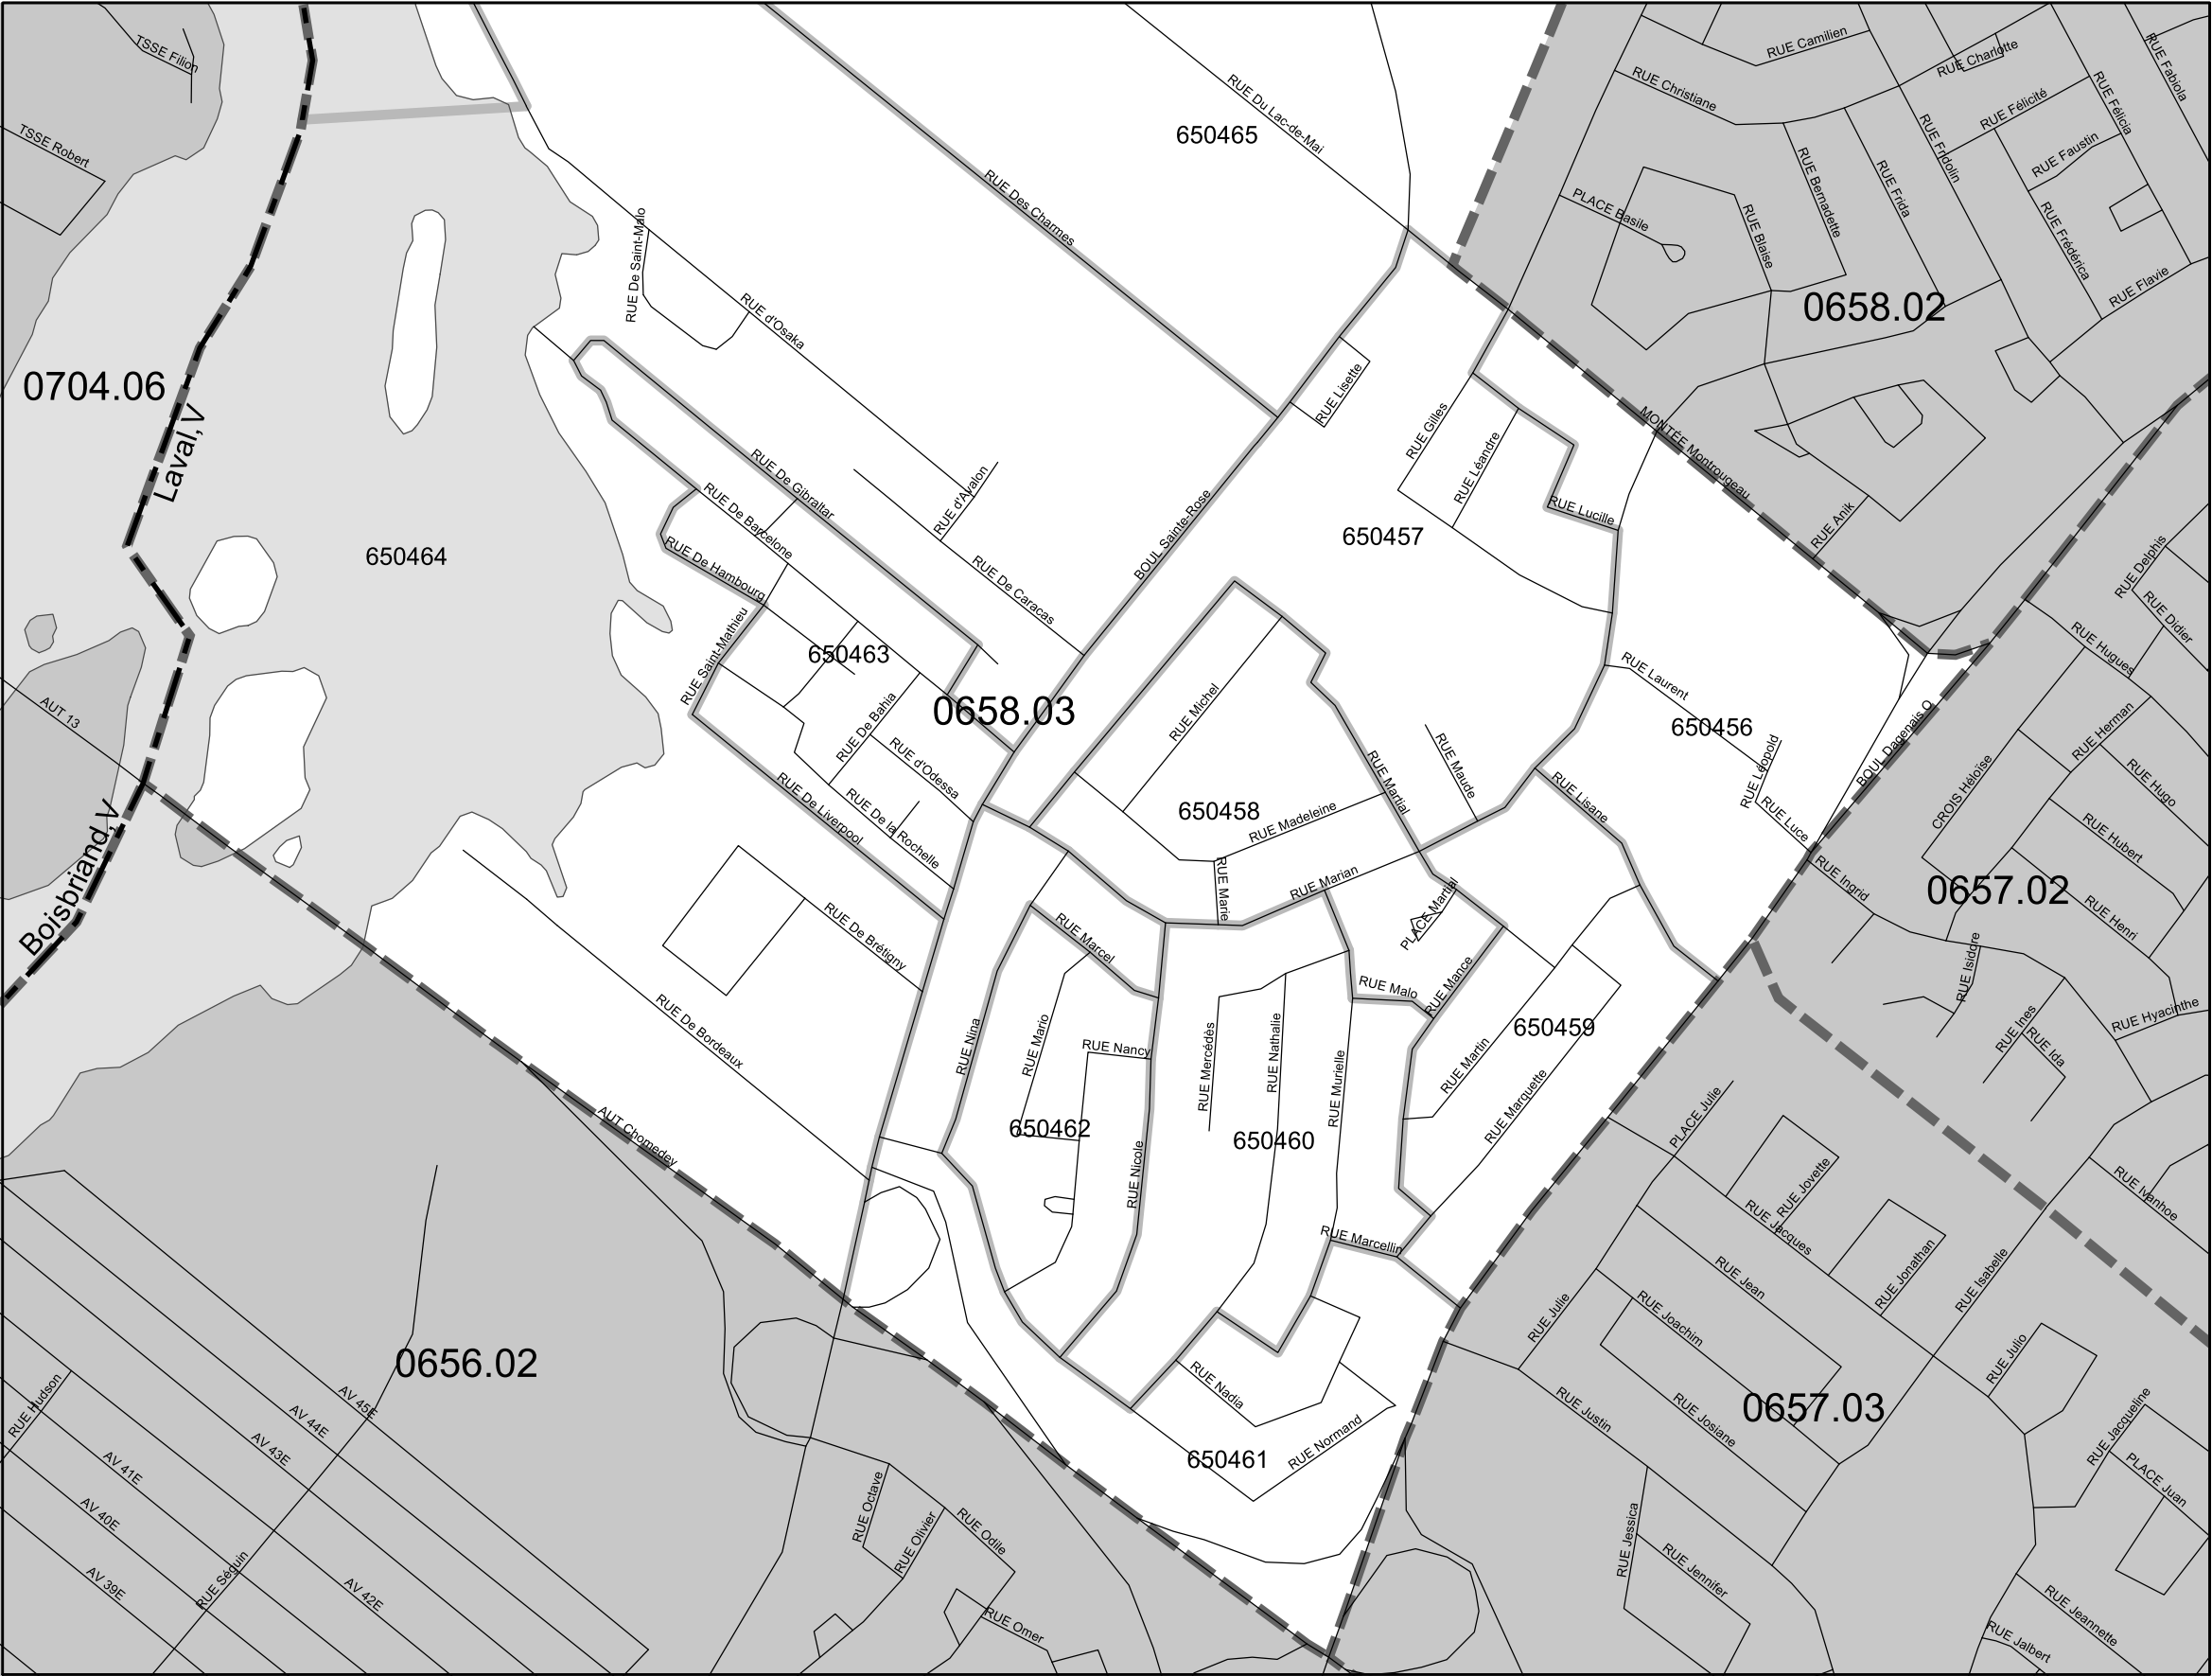 TSSE Filion
TSSE Robert
RUE Du Lac-de-Mai
650465
RUE Camilien
RUE Charlotte
RUE Fabiola
RUE Christiane
RUE Félicité
RUE Félicia
RUE Fridolin
RUE Faustin
RUE Bernadette
RUE Frida
PLACE Basile
RUE Blaise
RUE Frédérica
RUE Flavie
0658.02
RUE Des Charmes
RUE De Saint-Malo
RUE d'Osaka
0704.06
Laval,V
RUE Lisette
RUE Gilles
RUE Léandre
MONTÉE Montrougeau
RUE De Gibraltar
RUE d'Avalon
RUE De Barcelone
RUE Lucille
650457
BOUL Sainte-Rose
RUE Anik
650464
RUE De Hambourg
RUE De Caracas
RUE Delphis
RUE Didier
RUE Hugues
RUE Saint-Mathieu
650463
RUE Laurent
650456
0658.03
RUE Michel
RUE De Bahia
AUT 13
RUE d'Odessa
RUE Martial
RUE Maude
RUE Léopold
BOUL Dagenais O
RUE Herman
RUE Hugo
RUE Lisane
RUE Luce
CROIS Héloïse
RUE De Liverpool
RUE De la Rochelle
650458
RUE Madeleine
RUE Hubert
Boisbriand,V
RUE Marie
RUE Marian
RUE Ingrid
0657.02
RUE Henri
RUE De Brétigny
RUE Marcel
PLACE Martial
RUE Isidore
RUE Malo
RUE Mance
RUE De Bordeaux
RUE Nina
RUE Mario
RUE Nancy
RUE Mercédès
RUE Nathalie
RUE Murielle
650459
RUE Martin
RUE Marquette
RUE Ines
RUE Ida
RUE Hyacinthe
AUT Chomedey
650462
650460
PLACE Julie
RUE Nicole
RUE Jovette
RUE Ivanhoe
RUE Jacques
RUE Marcellin
RUE Jean
RUE Jonathan
RUE Isabelle
RUE Julie
RUE Joachim
0656.02
RUE Julio
RUE Nadia
RUE Hudson
AV 45E
AV 44E
AV 43E
RUE Justin
RUE Josiane
0657.03
RUE Jacqueline
RUE Normand
650461
AV 41E
PLACE Juan
AV 40E
RUE Octave
RUE Olivier
RUE Odile
RUE Jessica
RUE Jennifer
AV 39E
RUE Séguin
AV 42E
RUE Omer
RUE Jeannette
RUE Jalbert